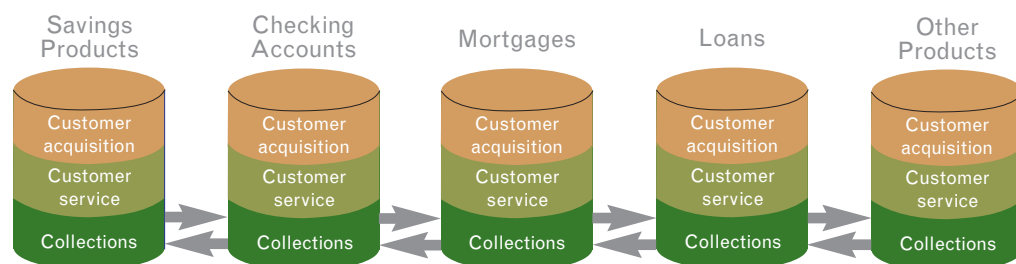 Savings
Products
Checking
Accounts
Mortgages
Loans
Other
Products
Customer
acquisition
Customer
service
Collections
Customer
acquisition
Customer
service
Collections
Customer
acquisition
Customer
service
Collections
Customer
acquisition
Customer
service
Collections
Customer
acquisition
Customer
service
Collections